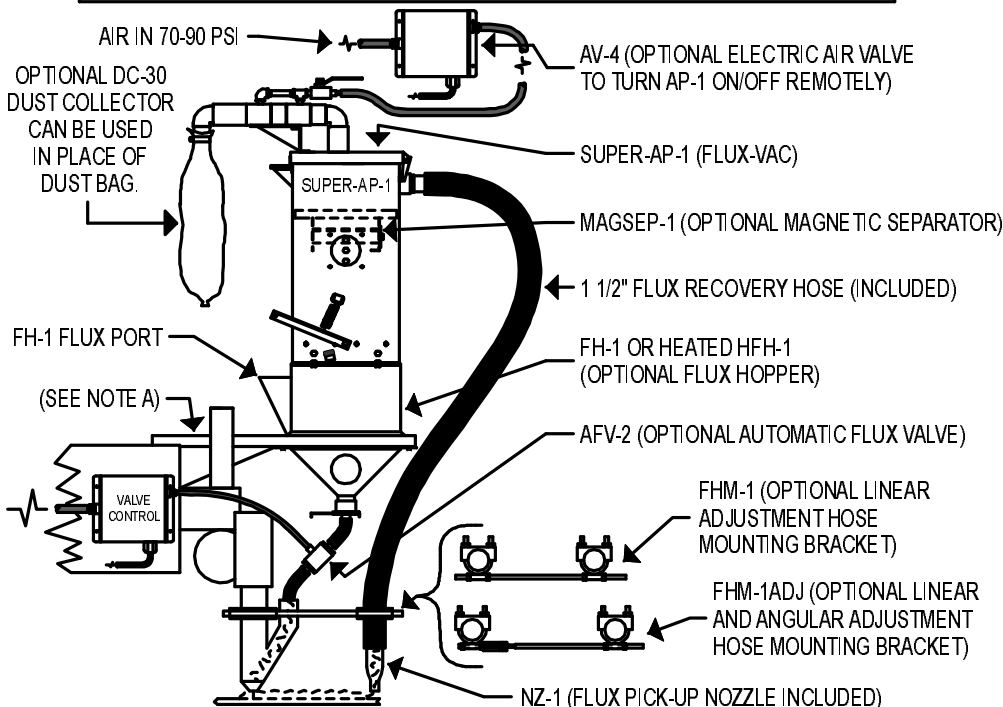 AIR IN 70-90 PSI
AV-4 (OPTIONAL ELECTRIC AIR VALVE
TO TURN AP-1 ON/OFF REMOTELY)
OPTIONAL DC-30
DUST COLLECTOR
CAN BE USED
IN PLACE OF
DUST BAG.
SUPER-AP-1 (FLUX-VAC)
SUPER-AP-1
MAGSEP-1 (OPTIONAL MAGNETIC SEPARATOR)
1 1/2" FLUX RECOVERY HOSE (INCLUDED)
FH-1 FLUX PORT
FH-1 OR HEATED HFH-1
(OPTIONAL FLUX HOPPER)
(SEE NOTE A)
AFV-2 (OPTIONAL AUTOMATIC FLUX VALVE)
VALVE
CONTROL
FHM-1 (OPTIONAL LINEAR
ADJUSTMENT HOSE
MOUNTING BRACKET)
FHM-1ADJ (OPTIONAL LINEAR
AND ANGULAR ADJUSTMENT
HOSE MOUNTING BRACKET)
NZ-1 (FLUX PICK-UP NOZZLE INCLUDED)